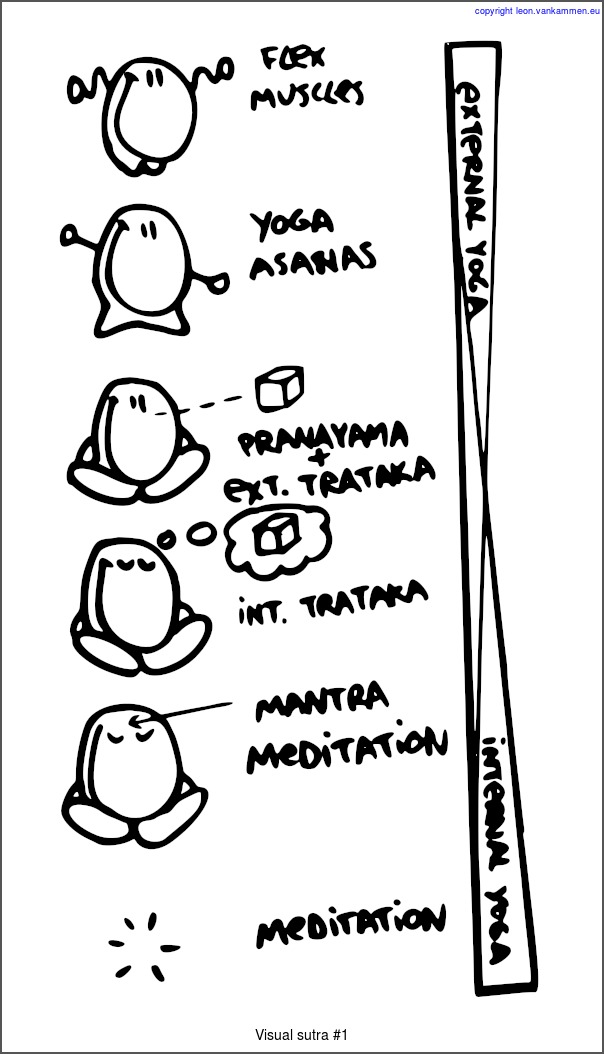 copyright leon.vankammen.eu
FLEX
MUSCLES
YOGA
ASANAS
PRANAYAMA
+
EXT. TRATAKA
INT. TRATAKA
MANTRA
MEDITATION
MEDITATION
EXTERNAL YOGA
INTERNAL YOGA
Visual sutra #1